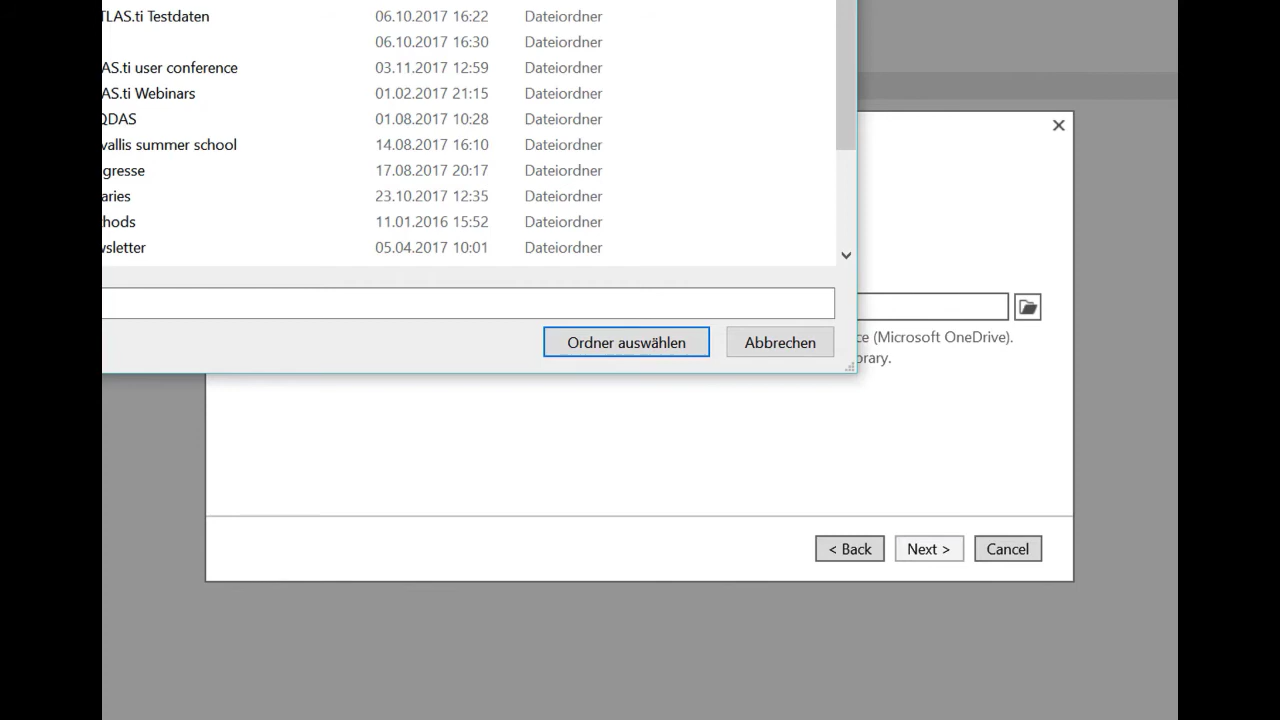 TLAS.ti Testdaten 06.10.2017 16:22 Dateiordner
06.10.2017 16:30 Dateiordner
AS.ti user conference 03.11.2017 12:59 Dateiordner
AS.ti Webinars 01.02.2017 21:15 Dateiordner
QDAS 01.08.2017 10:28 Dateiordner
vallis summer school 14.08.2017 16:10 Dateiordner
gresse 17.08.2017 20:17 Dateiordner
aries 23.10.2017 12:35 Dateiordner
hods 11.01.2016 15:52 Dateiordner
wsletter 05.04.2017 10:01 Dateiordner
Ordner auswählen Abbrechen
ce (Microsoft OneDrive).
brary.
< Back Next > Cancel